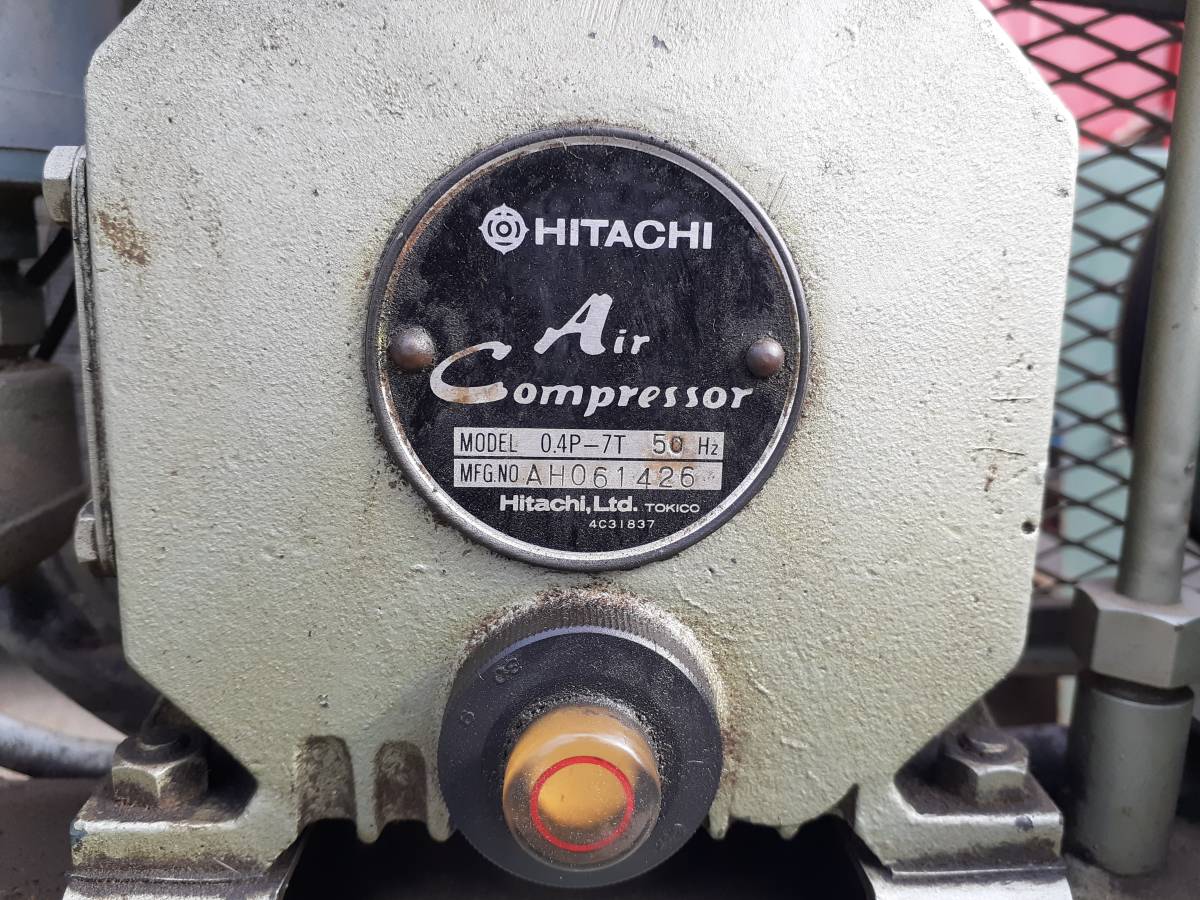 HITACHI
Air
Compressor
MODEL 0.4P-7T 50 Hz
MFG.NO AH061426
Hitachi, Ltd. TOKICO
4C31837